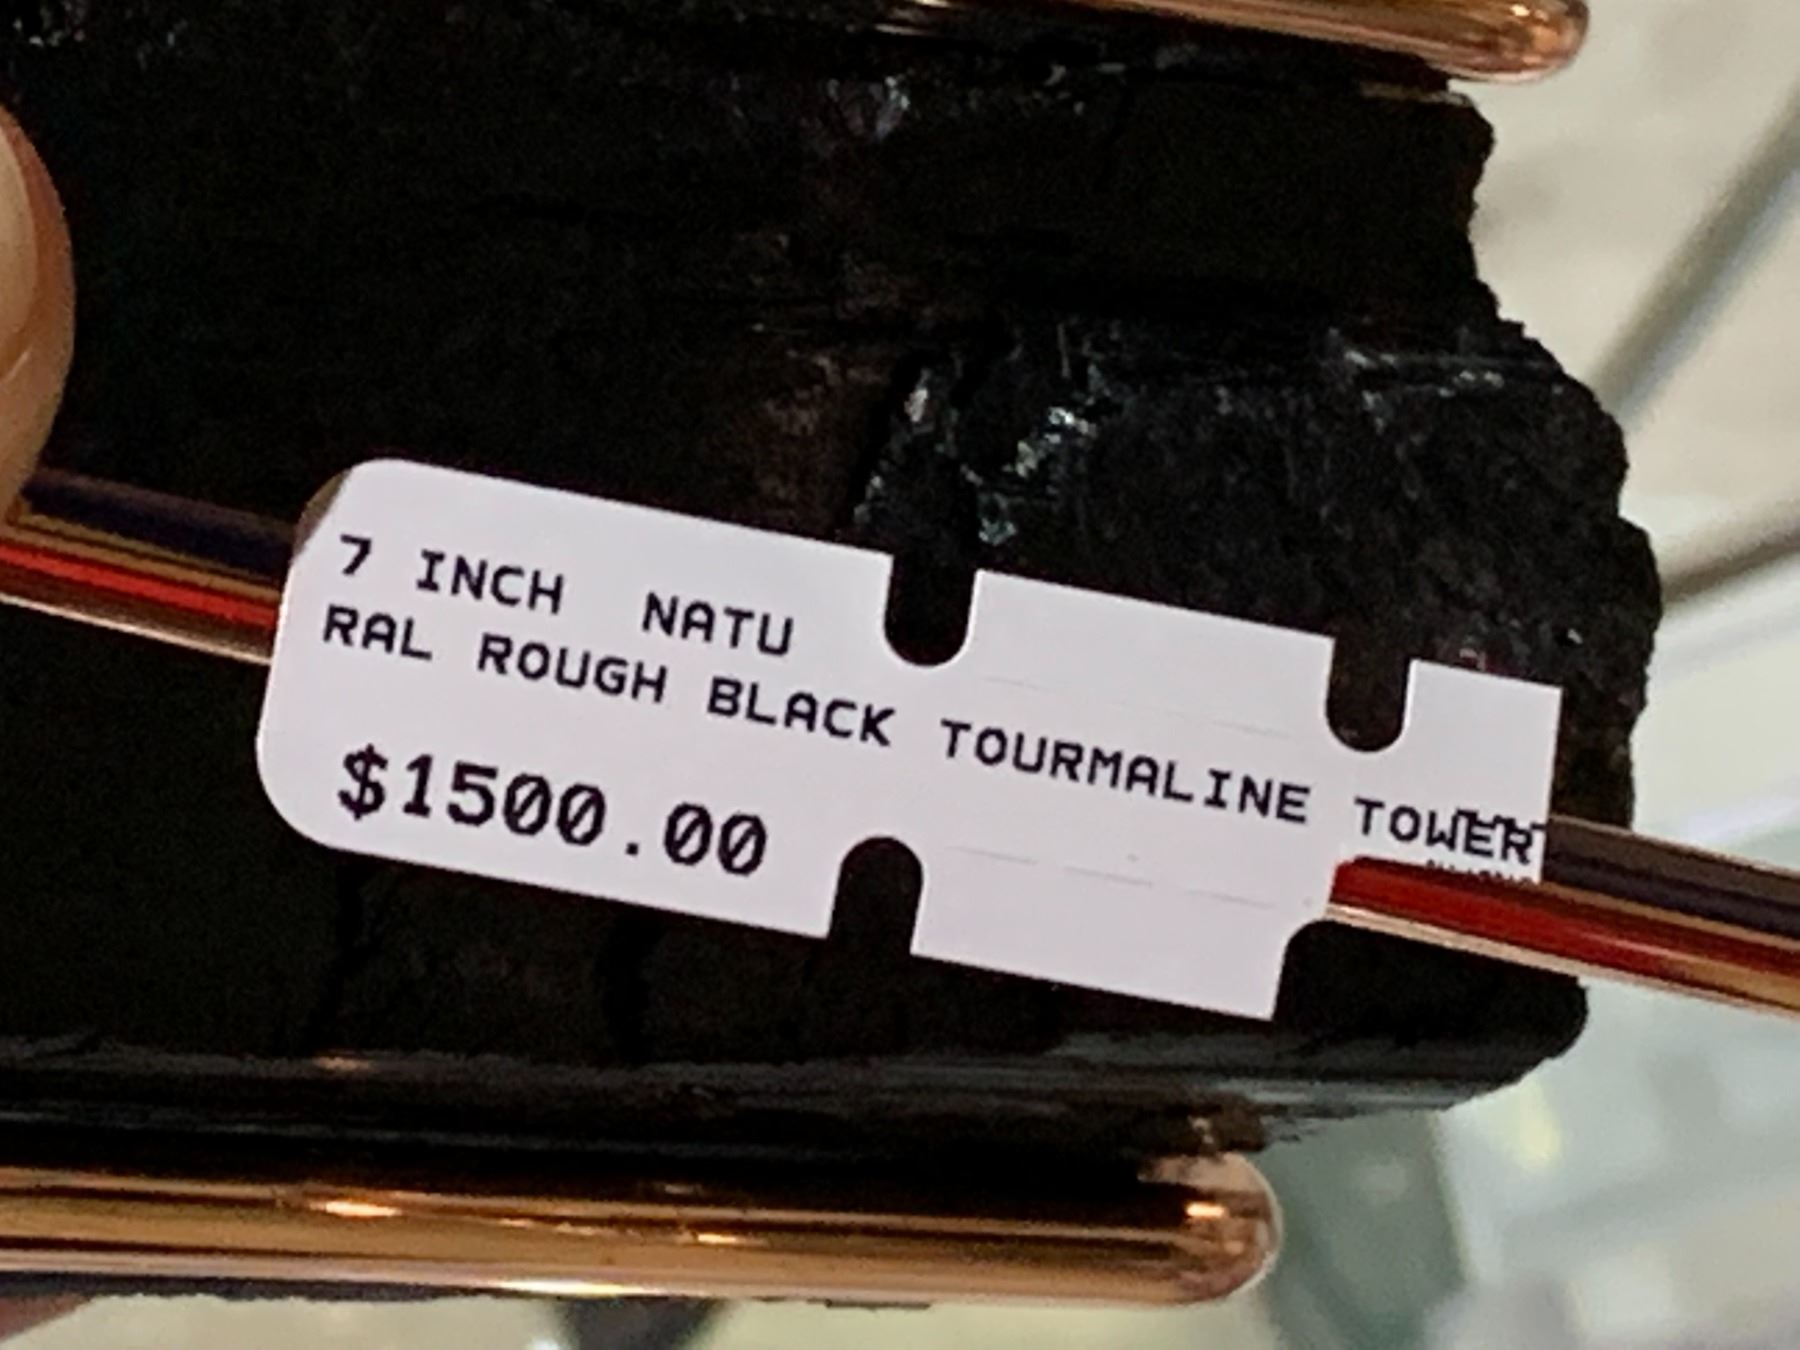 7 INCH NATU
RAL ROUGH BLACK TOURMALINE TOWER
$1500.00